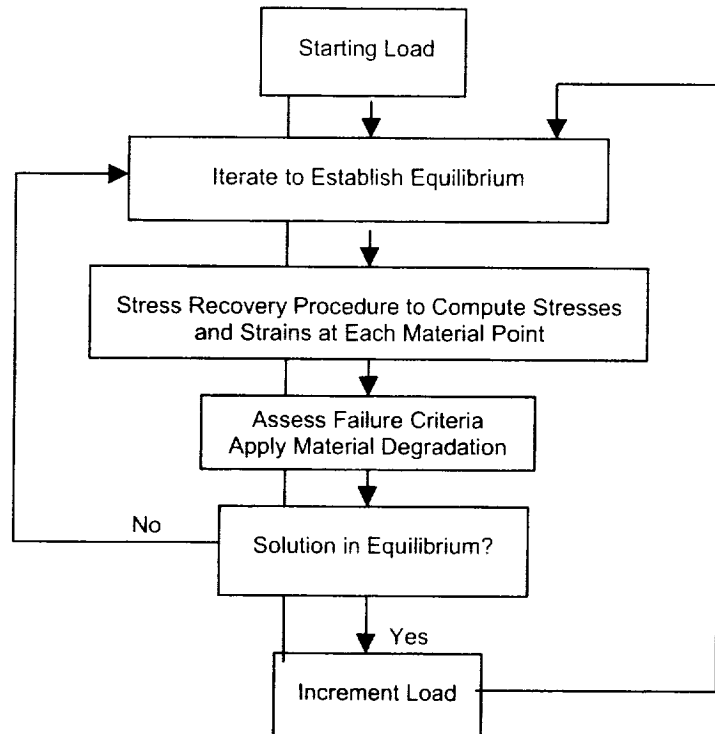 Starting Load
Iterate to Establish Equilibrium
Stress Recovery Procedure to Compute Stresses
and Strains at Each Material Point
Assess Failure Criteria
Apply Material Degradation
No
Solution in Equilibrium?
Yes
Increment Load